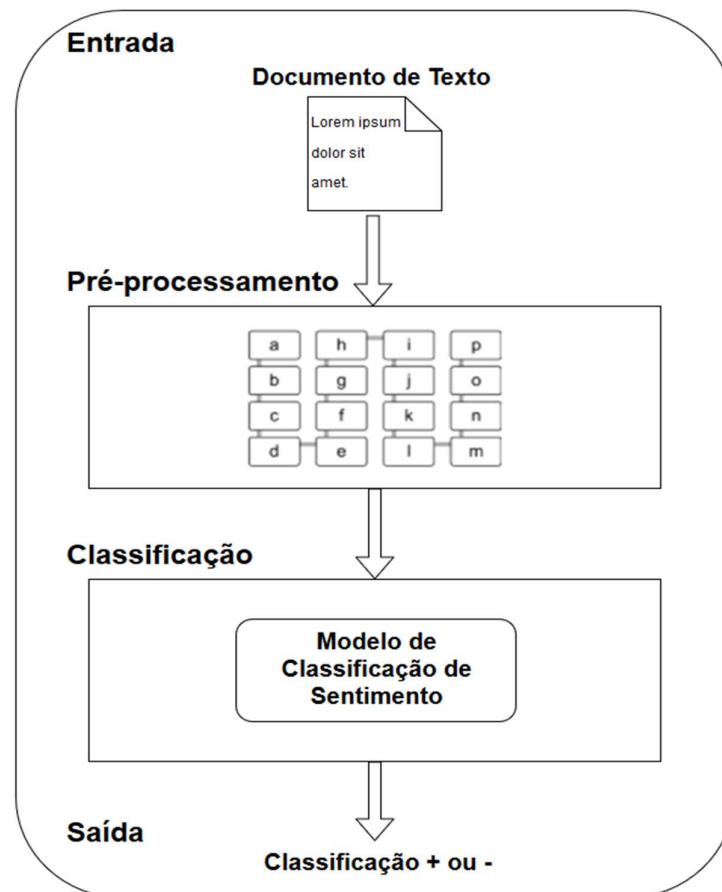 Entrada
Documento de Texto
Lorem ipsum
dolor sit
amet.
Pré-processamento
a h i p
b g j o
c f k n
d e l m
Classificação
Modelo de
Classificação de
Sentimento
Saída
Classificação + ou -